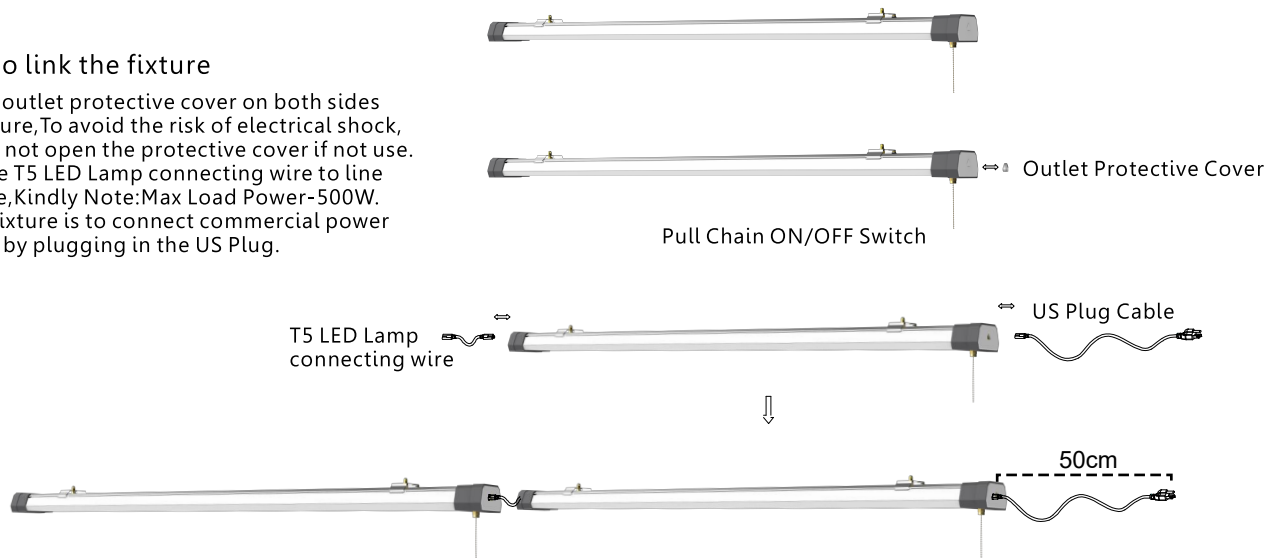 o link the fixture
outlet protective cover on both sides
ure,To avoid the risk of electrical shock,
not open the protective cover if not use.
e T5 LED Lamp connecting wire to line
e,Kindly Note:Max Load Power-500W.
ixture is to connect commercial power
by plugging in the US Plug.
Outlet Protective Cover
Pull Chain ON/OFF Switch
US Plug Cable
T5 LED Lamp
connecting wire
50cm